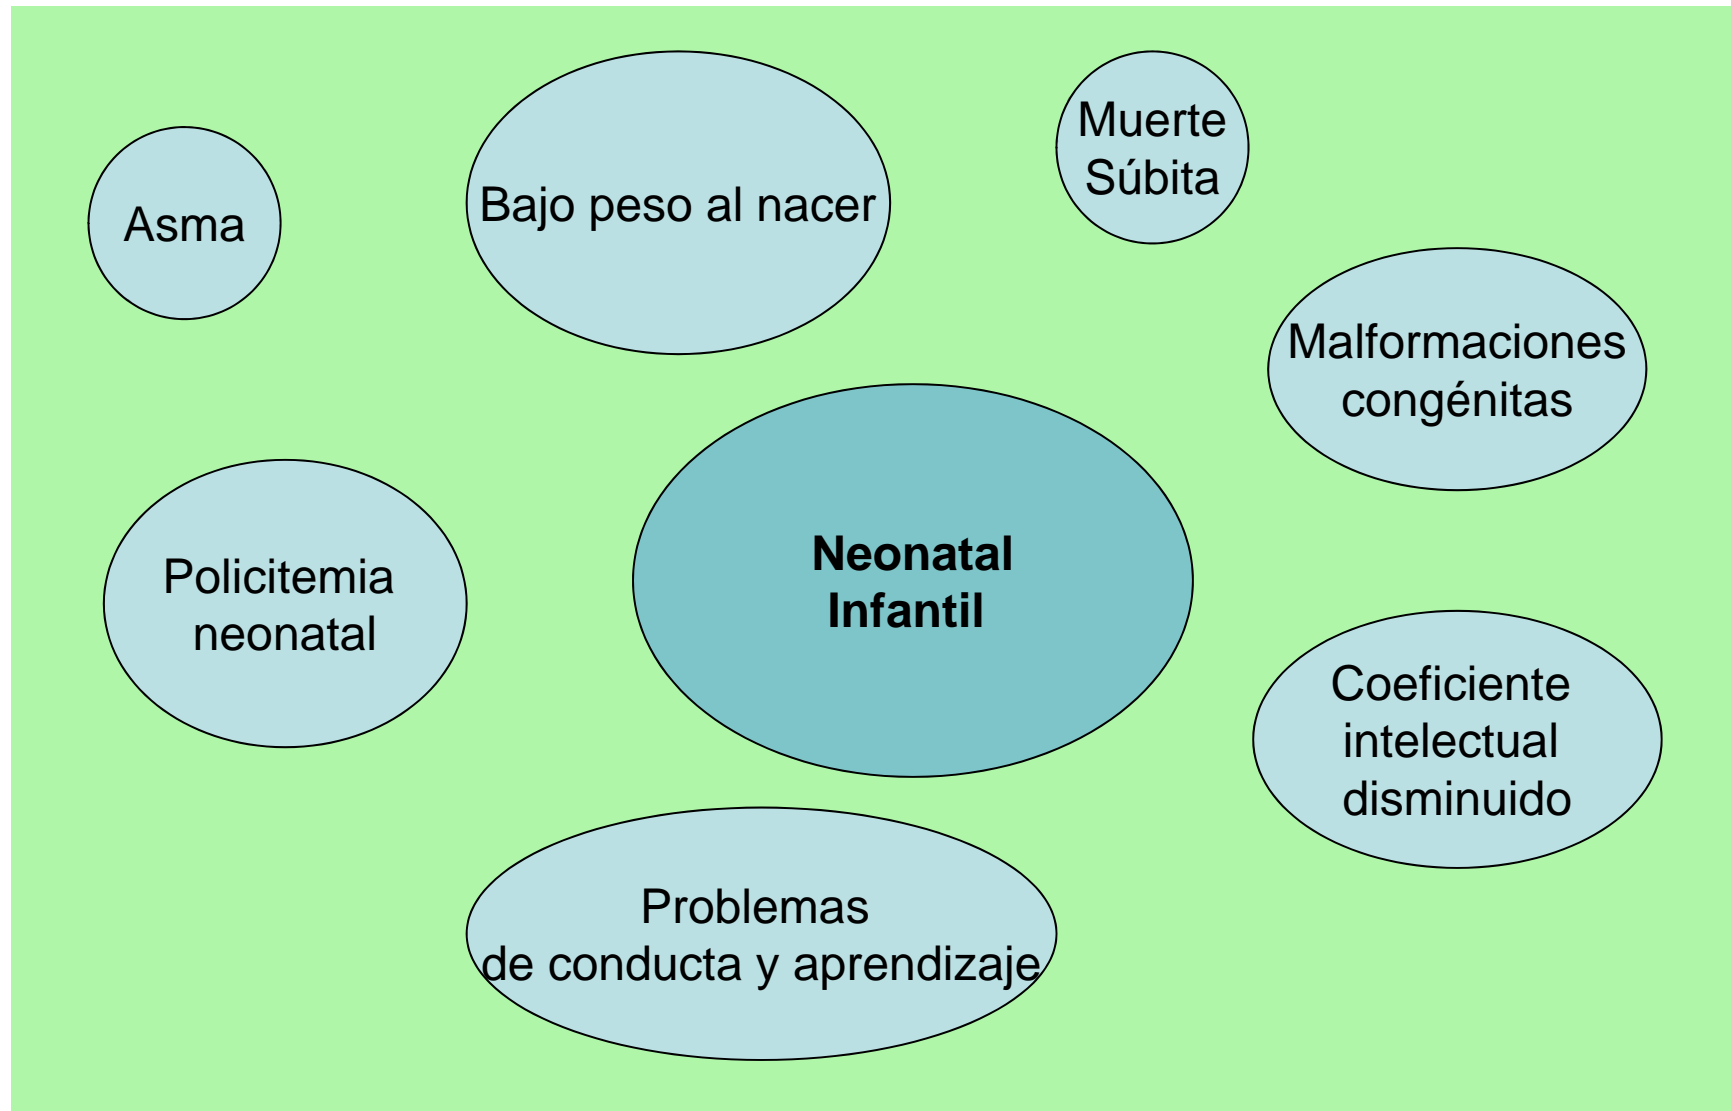 Muerte
Súbita
Bajo peso al nacer
Asma
Malformaciones
congénitas
Neonatal
Infantil
Policitemia
neonatal
Coeficiente
intelectual
disminuido
Problemas
de conducta y aprendizaje